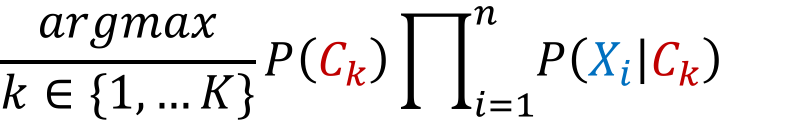 argmax
k ∈ {1, … K} P(C_k) ∏_{i=1}^{n} P(X_i|C_k)